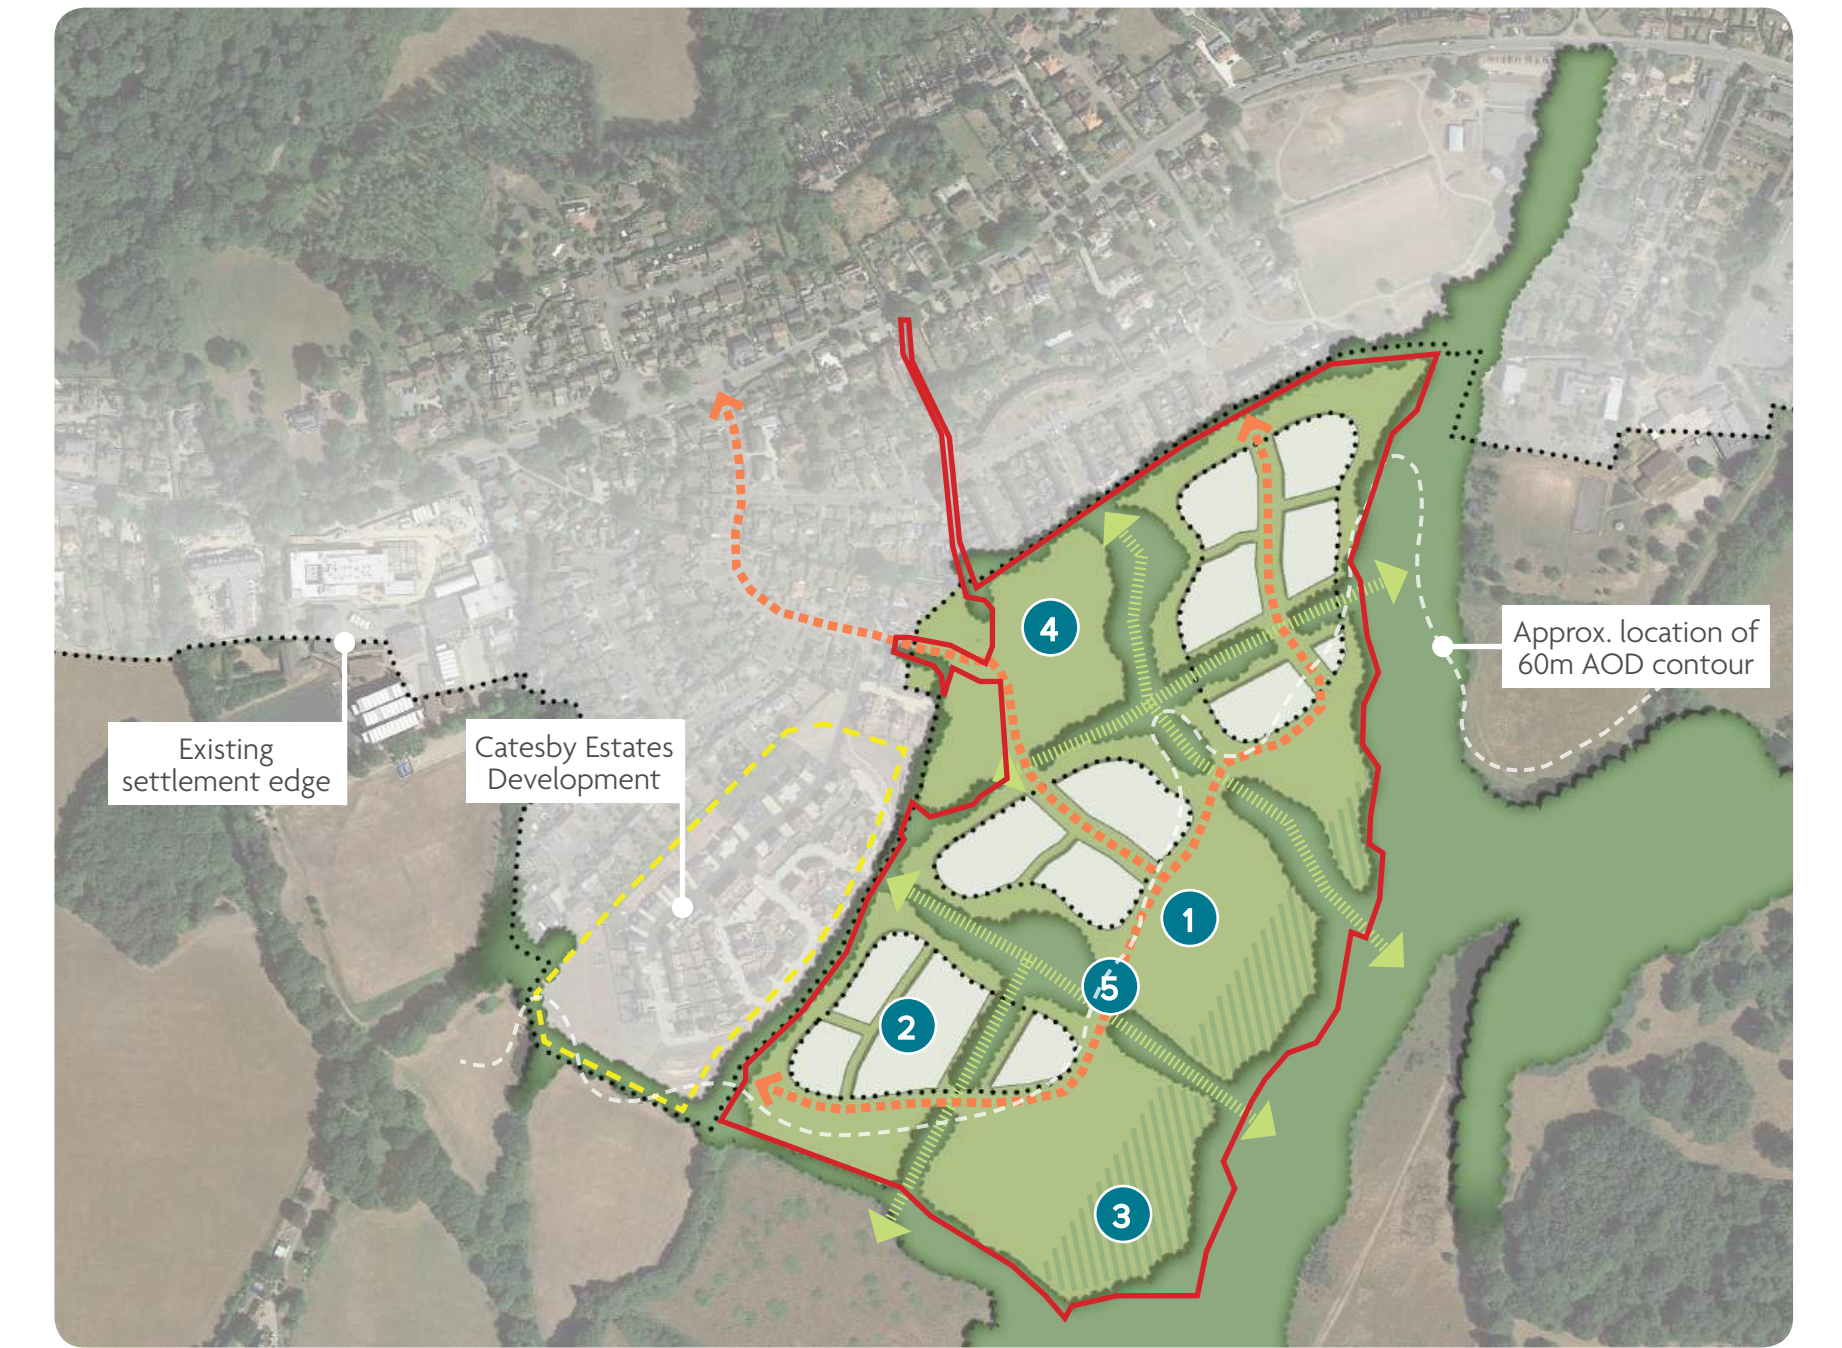 4
Approx. location of
60m AOD contour
Existing
settlement edge
Catesby Estates
Development
1
5
2
3